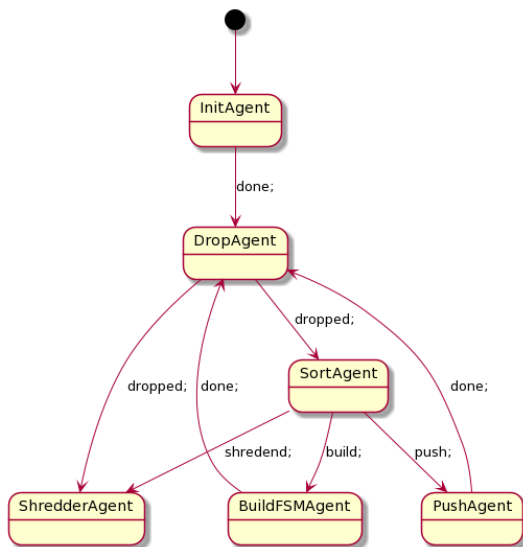 InitAgent
done;
DropAgent
dropped;
SortAgent
dropped;
done;
done;
shredend;
build;
push;
ShredderAgent
BuildFSMAgent
PushAgent